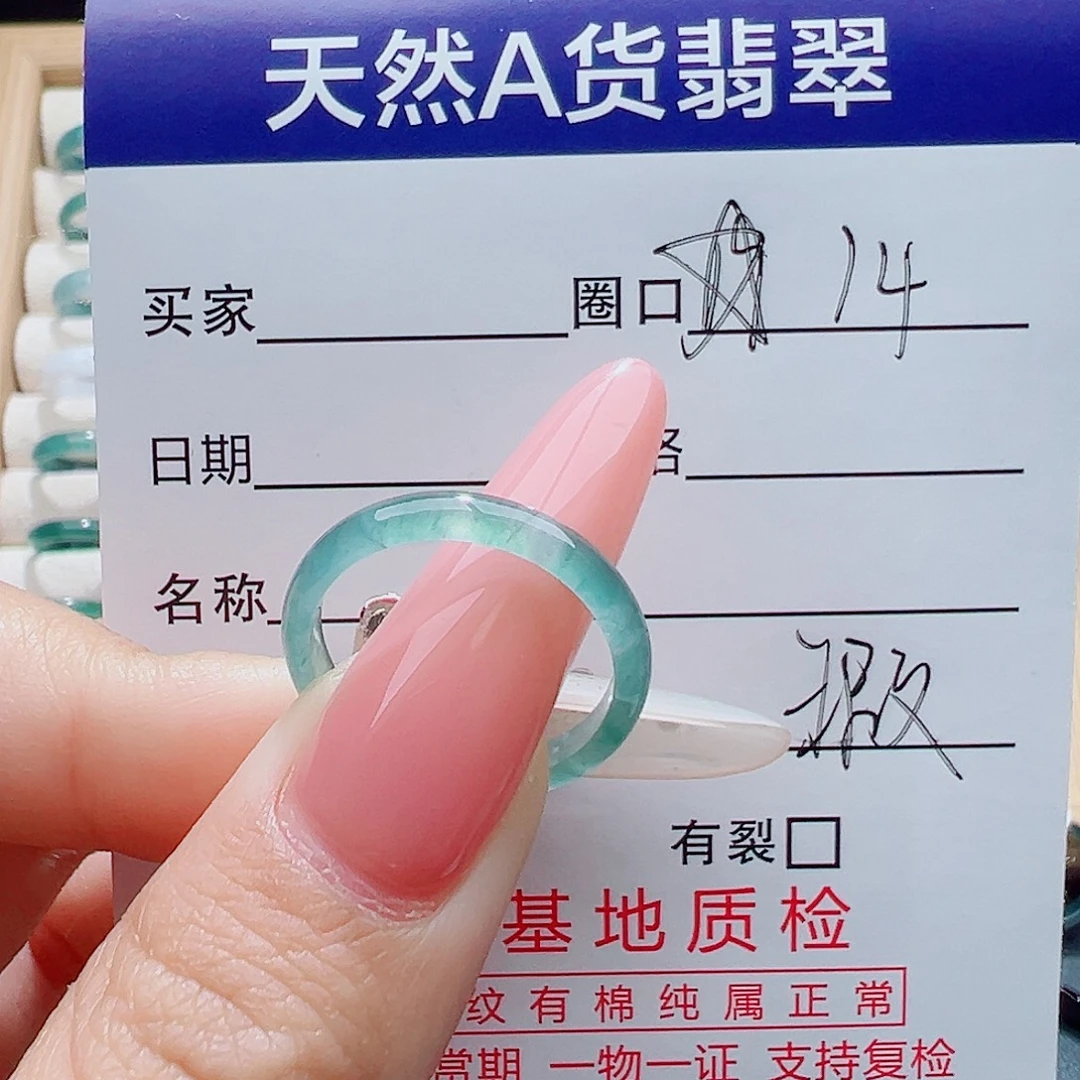 天然A货翡翠
买家 圈口 14
日期
名称
有裂□
基地质检
纹有棉纯属正常
一物一证 支持复检